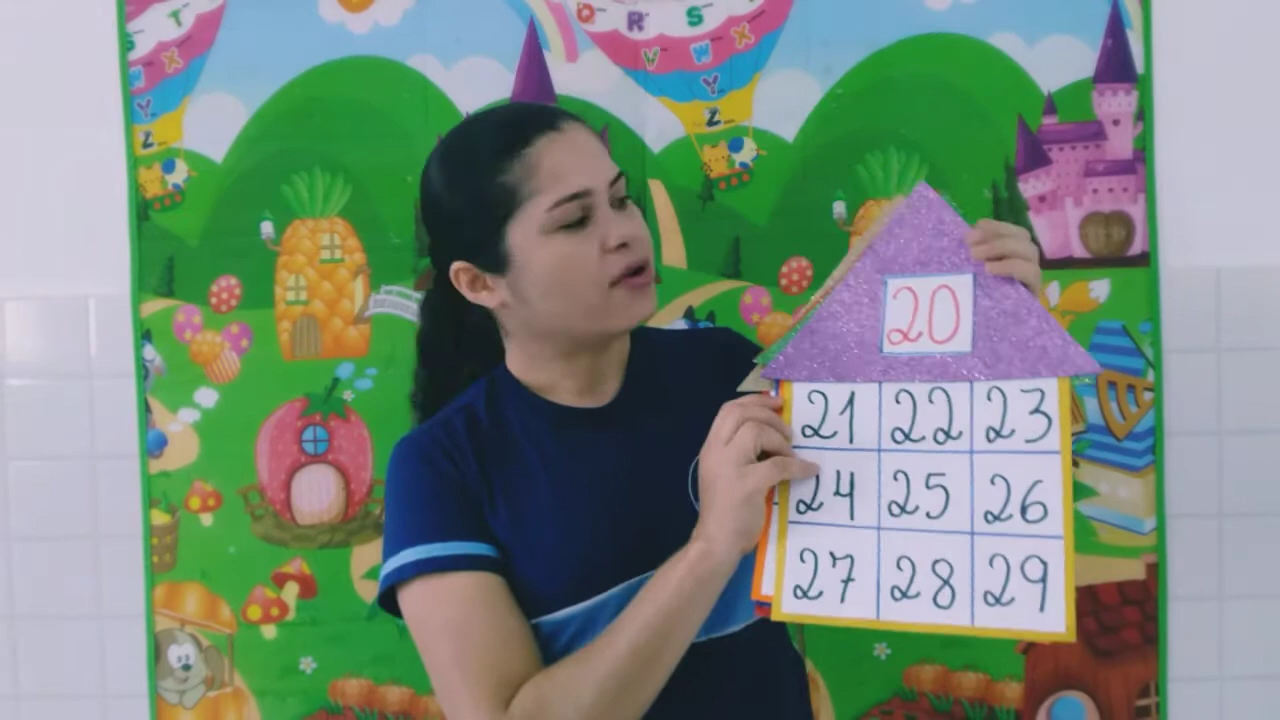 S T
W X
Y
Z
Q R S T
V W X
Y
Z
20
21 22 23
24 25 26
27 28 29